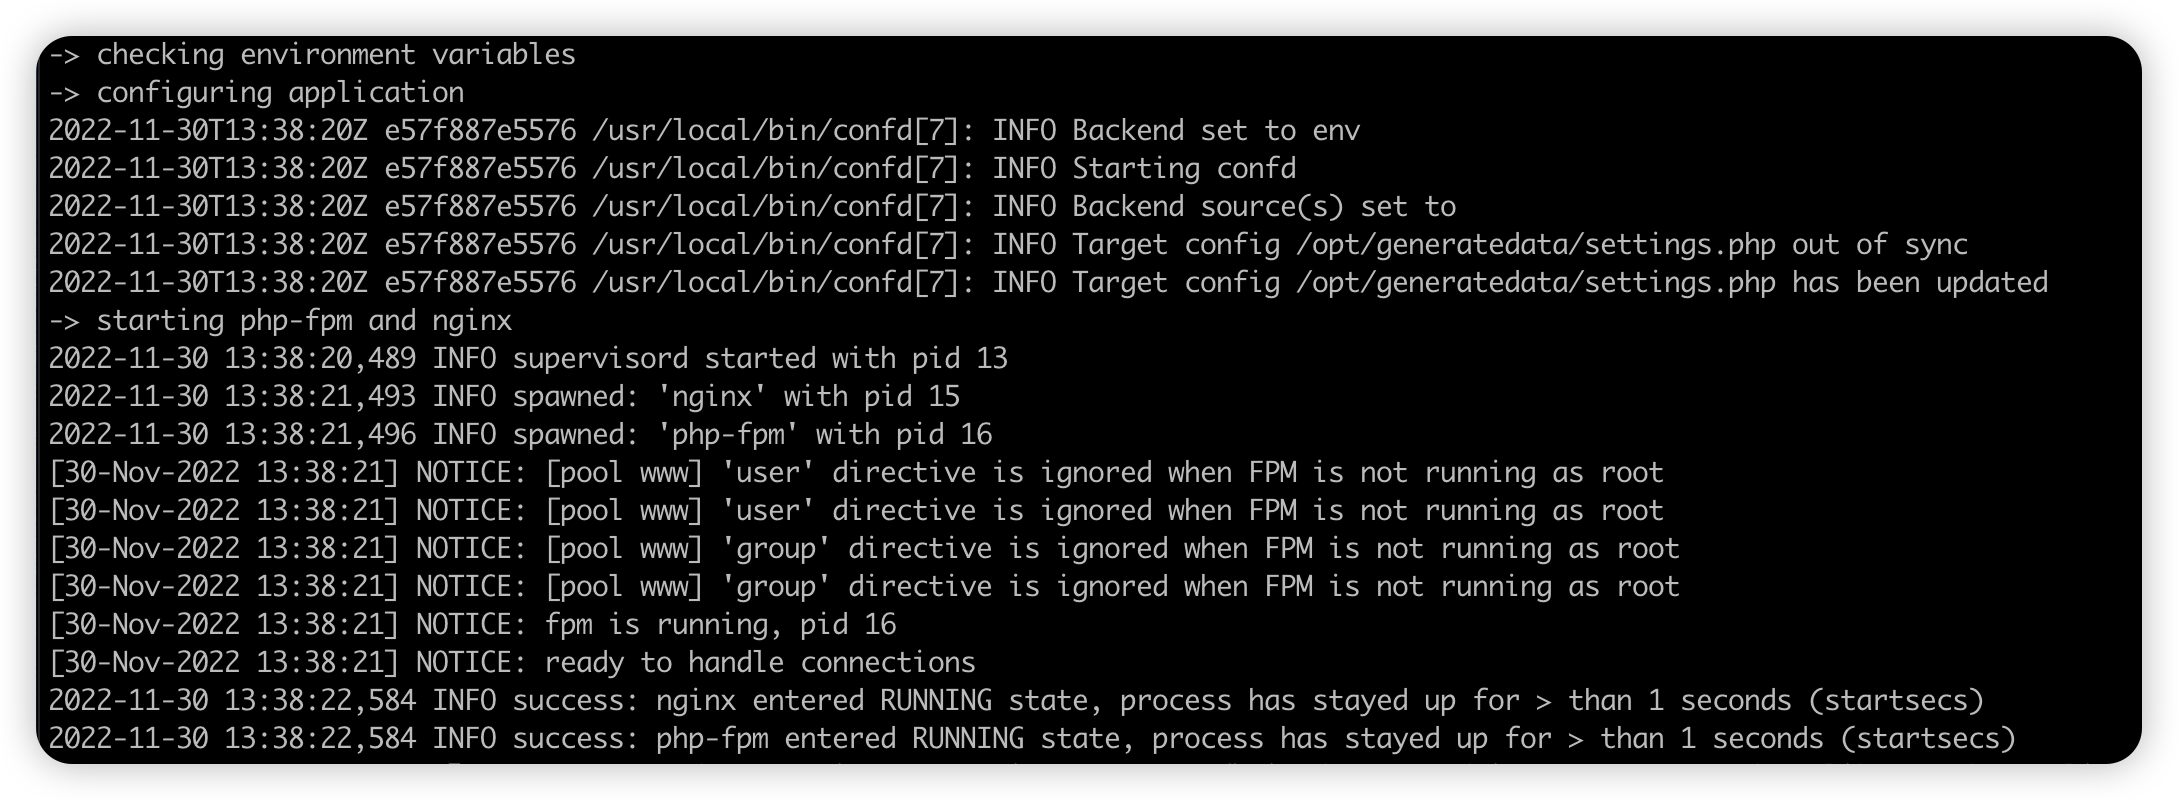 -> checking environment variables
-> configuring application
2022-11-30T13:38:20Z e57f887e5576 /usr/local/bin/confd[7]: INFO Backend set to env
2022-11-30T13:38:20Z e57f887e5576 /usr/local/bin/confd[7]: INFO Starting confd
2022-11-30T13:38:20Z e57f887e5576 /usr/local/bin/confd[7]: INFO Backend source(s) set to
2022-11-30T13:38:20Z e57f887e5576 /usr/local/bin/confd[7]: INFO Target config /opt/generatedata/settings.php out of sync
2022-11-30T13:38:20Z e57f887e5576 /usr/local/bin/confd[7]: INFO Target config /opt/generatedata/settings.php has been updated
-> starting php-fpm and nginx
2022-11-30 13:38:20,489 INFO supervisord started with pid 13
2022-11-30 13:38:21,493 INFO spawned: 'nginx' with pid 15
2022-11-30 13:38:21,496 INFO spawned: 'php-fpm' with pid 16
[30-Nov-2022 13:38:21] NOTICE: [pool www] 'user' directive is ignored when FPM is not running as root
[30-Nov-2022 13:38:21] NOTICE: [pool www] 'user' directive is ignored when FPM is not running as root
[30-Nov-2022 13:38:21] NOTICE: [pool www] 'group' directive is ignored when FPM is not running as root
[30-Nov-2022 13:38:21] NOTICE: [pool www] 'group' directive is ignored when FPM is not running as root
[30-Nov-2022 13:38:21] NOTICE: fpm is running, pid 16
[30-Nov-2022 13:38:21] NOTICE: ready to handle connections
2022-11-30 13:38:22,584 INFO success: nginx entered RUNNING state, process has stayed up for > than 1 seconds (startsecs)
2022-11-30 13:38:22,584 INFO success: php-fpm entered RUNNING state, process has stayed up for > than 1 seconds (startsecs)